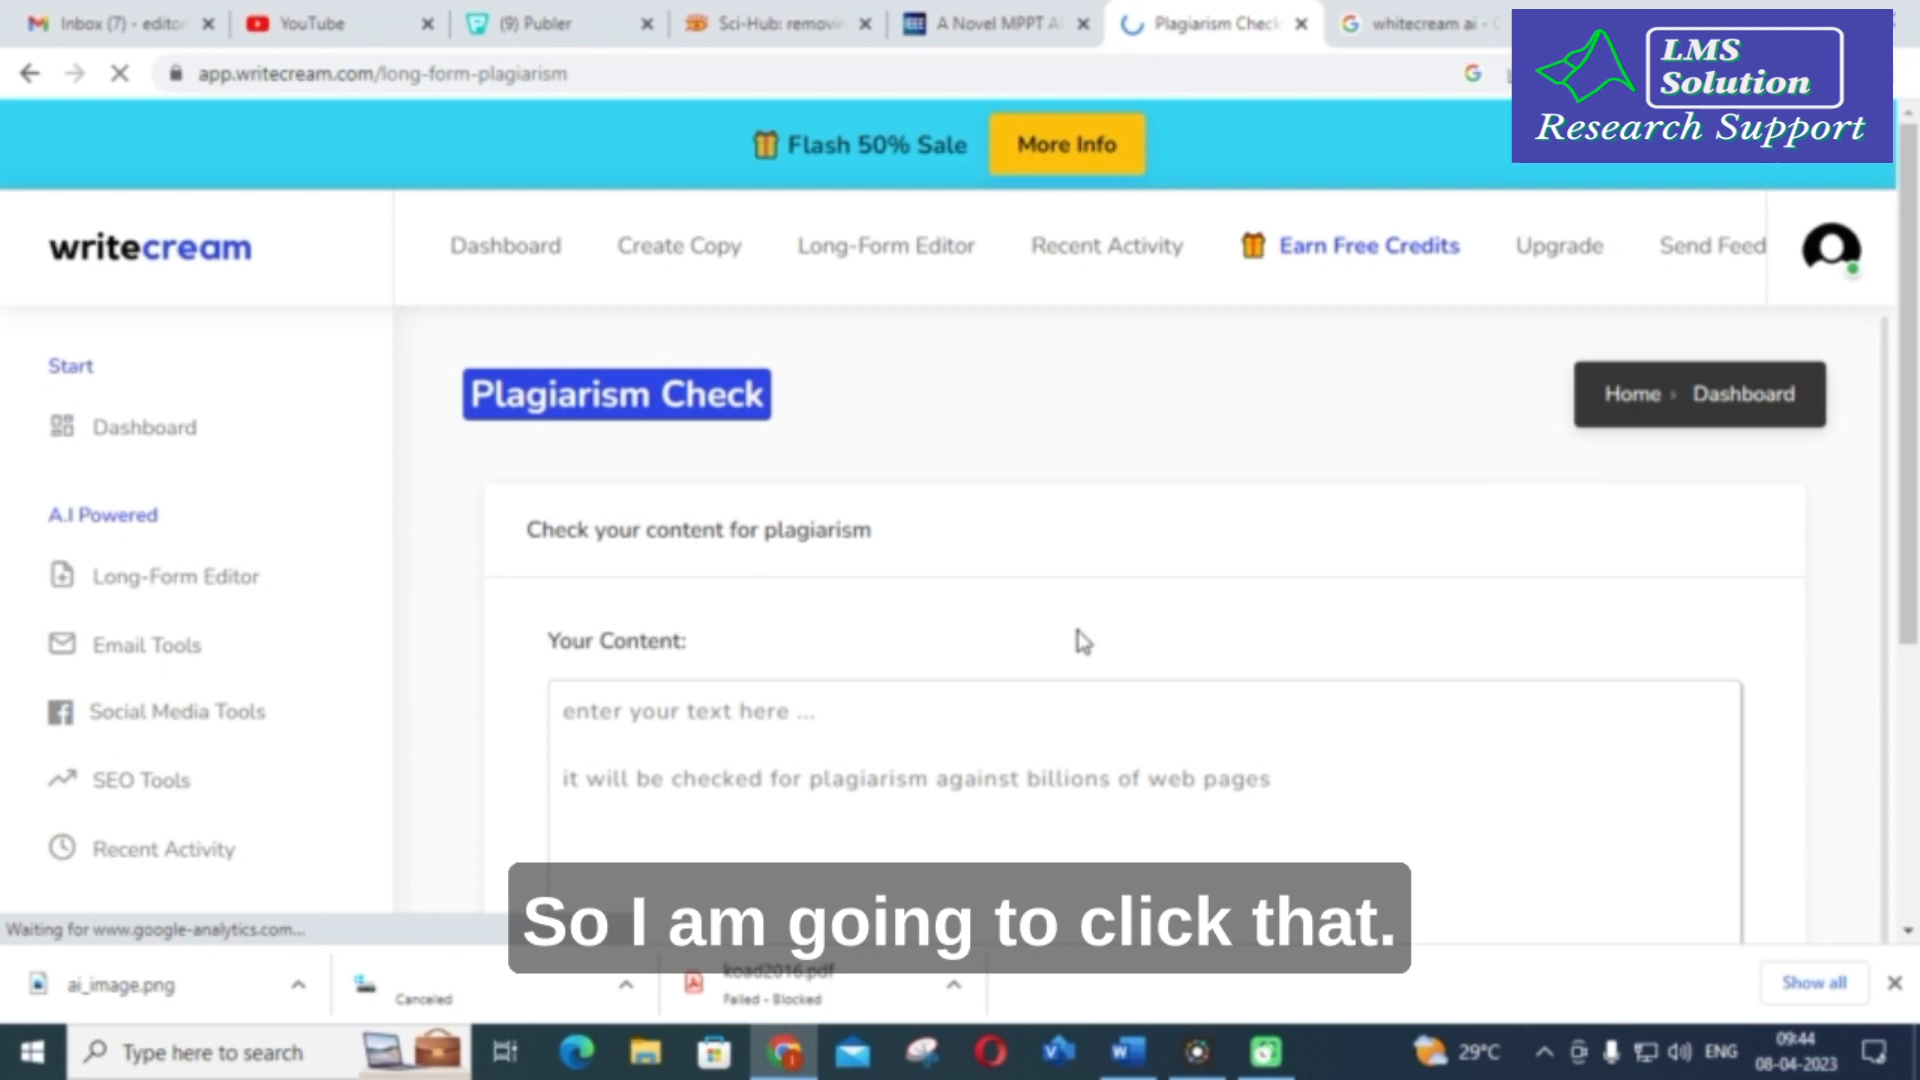 Inbox (7) - editor
YouTube
(9) Publer
Sci-Hub: removin
A Novel MPPT A
Plagiarism Check
whitecream ai -
app.writecream.com/long-form-plagiarism
LMS
Solution
Research Support
Flash 50% Sale
More Info
writecream
Dashboard
Create Copy
Long-Form Editor
Recent Activity
Earn Free Credits
Upgrade
Send Feed
Start
Dashboard
A.I Powered
Long-Form Editor
Email Tools
Social Media Tools
SEO Tools
Recent Activity
Plagiarism Check
Home › Dashboard
Check your content for plagiarism
Your Content:
enter your text here ...
it will be checked for plagiarism against billions of web pages
So I am going to click that.
Waiting for www.google-analytics.com...
ai_image.png
Canceled
koad2016.pdf
Failed - Blocked
Show all
Type here to search
29°C
ENG
09:44
08-04-2023